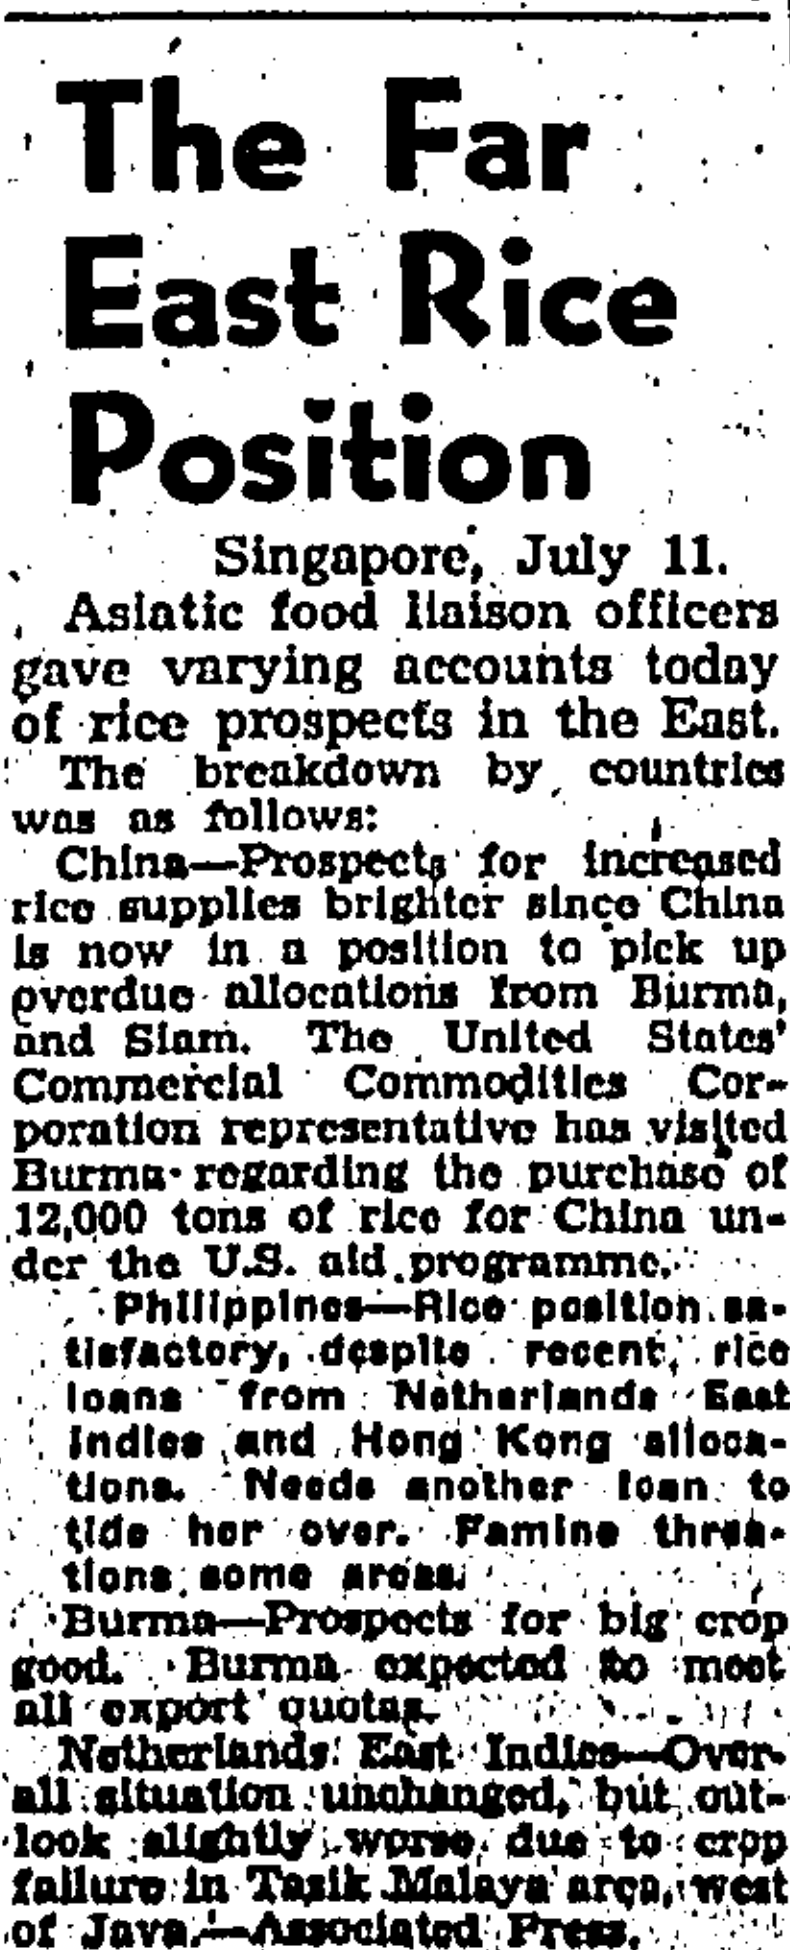 The Far
East Rice
Position
Singapore, July 11.
Asiatic food liaison officers
gave varying accounts today
of rice prospects in the East.
The breakdown by countries
was as follows:
China—Prospects for increased
rice supplies brighter since China
is now in a position to pick up
overdue allocations from Burma,
and Siam. The United States'
Commercial Commodities Cor-
poration representative has visited
Burma regarding the purchase of
12,000 tons of rice for China un-
der the U.S. aid programme.
Philippines—Rice position sa-
tisfactory, despite recent rice
loans from Netherlands East
Indies and Hong Kong alloca-
tions. Needs another loan to
tide her over. Famine threa-
tions some areas.
Burma—Prospects for big crop
good. Burma expected to meet
all export quotas.
Netherlands East Indies—Over-
all situation unchanged, but out-
look slightly worse due to crop
failure in Tasik Malaya area, west
of Java.—Associated Press.